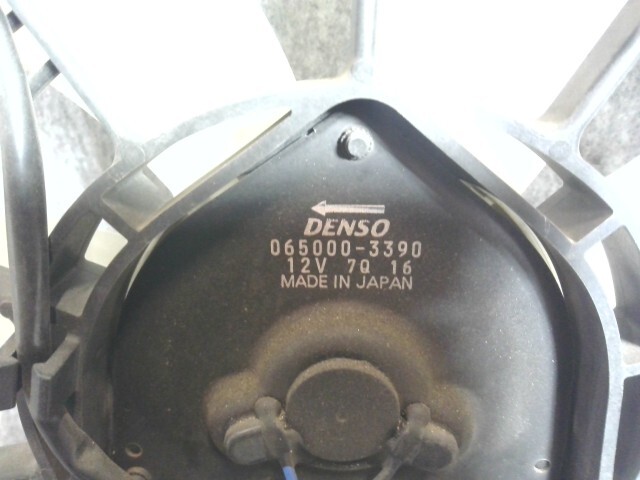 DENSO
065000-3390
12V 7Q 16
MADE IN JAPAN